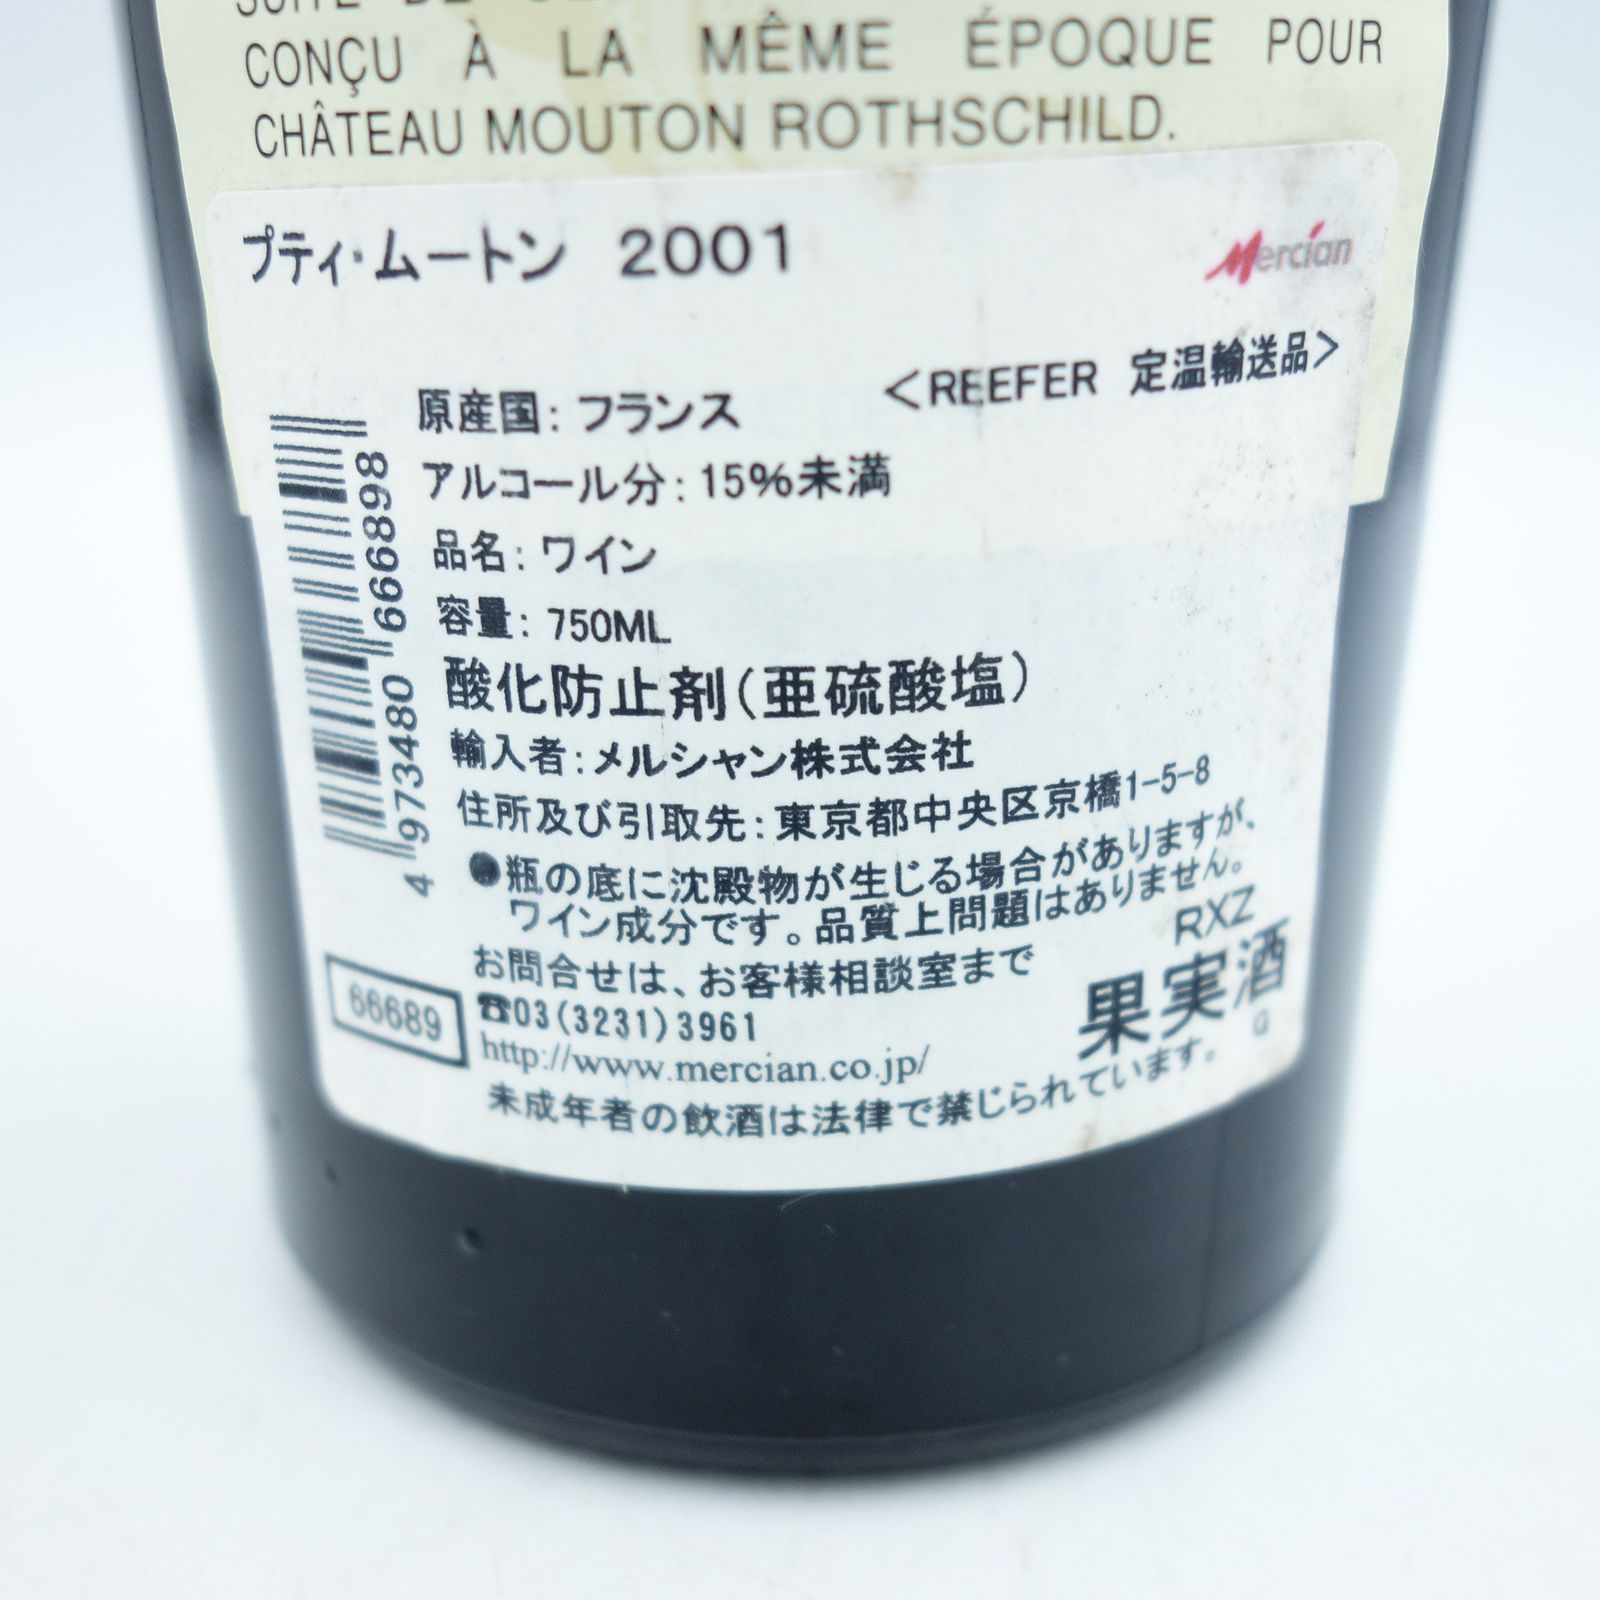 SUITE DE
CONÇU À LA MÊME ÉPOQUE POUR
CHÂTEAU MOUTON ROTHSCHILD.
プティ・ムートン 2001
Mercian
<REEFER 定温輸送品>
原産国: フランス
アルコール分: 15%未満
品名: ワイン
容量: 750ML
酸化防止剤(亜硫酸塩)
輸入者:メルシャン株式会社
住所及び引取先:東京都中央区京橋1-5-8
●瓶の底に沈殿物が生じる場合がありますが、
ワイン成分です。品質上問題はありません。
RXZ
お問合せは、お客様相談室まで
☎03(3231)3961
http://www.mercian.co.jp/
果実酒
G
未成年者の飲酒は法律で禁じられています。
4 973480 666898
66689